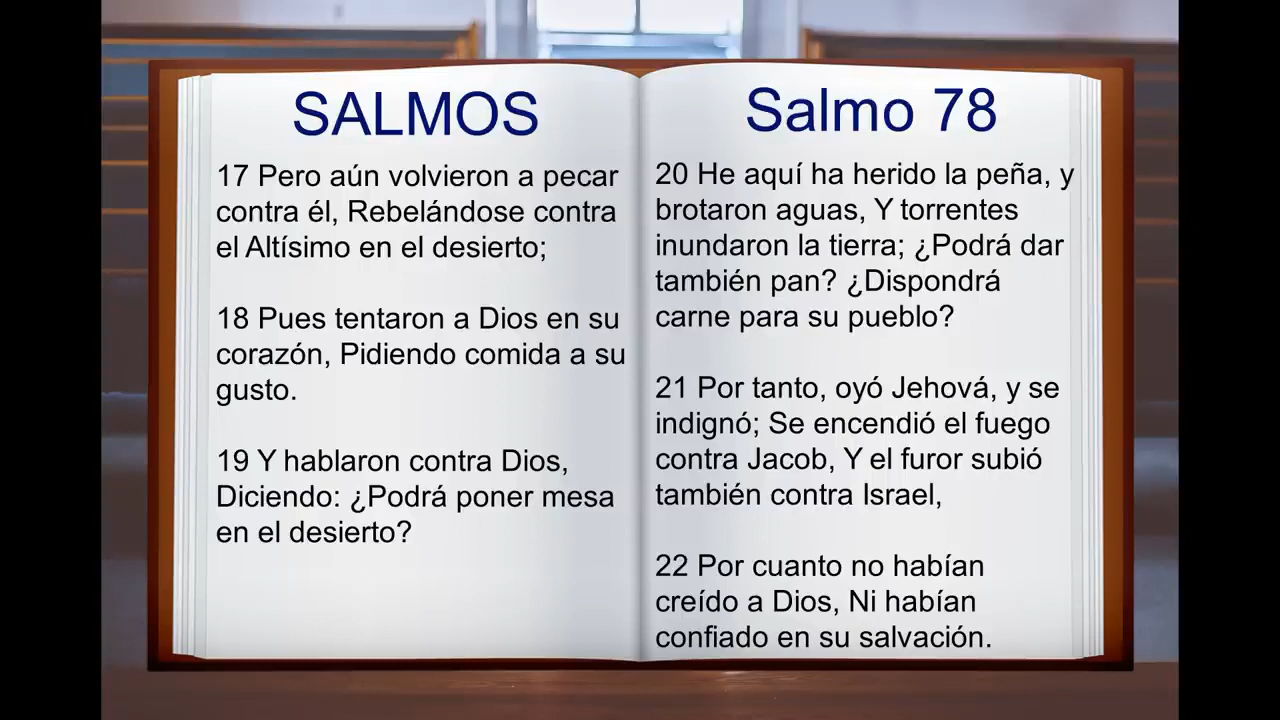 SALMOS
17 Pero aún volvieron a pecar
contra él, Rebelándose contra
el Altísimo en el desierto;
18 Pues tentaron a Dios en su
corazón, Pidiendo comida a su
gusto.
19 Y hablaron contra Dios,
Diciendo: ¿Podrá poner mesa
en el desierto?
Salmo 78
20 He aquí ha herido la peña, y
brotaron aguas, Y torrentes
inundaron la tierra; ¿Podrá dar
también pan? ¿Dispondrá
carne para su pueblo?
21 Por tanto, oyó Jehová, y se
indignó; Se encendió el fuego
contra Jacob, Y el furor subió
también contra Israel,
22 Por cuanto no habían
creído a Dios, Ni habían
confiado en su salvación.